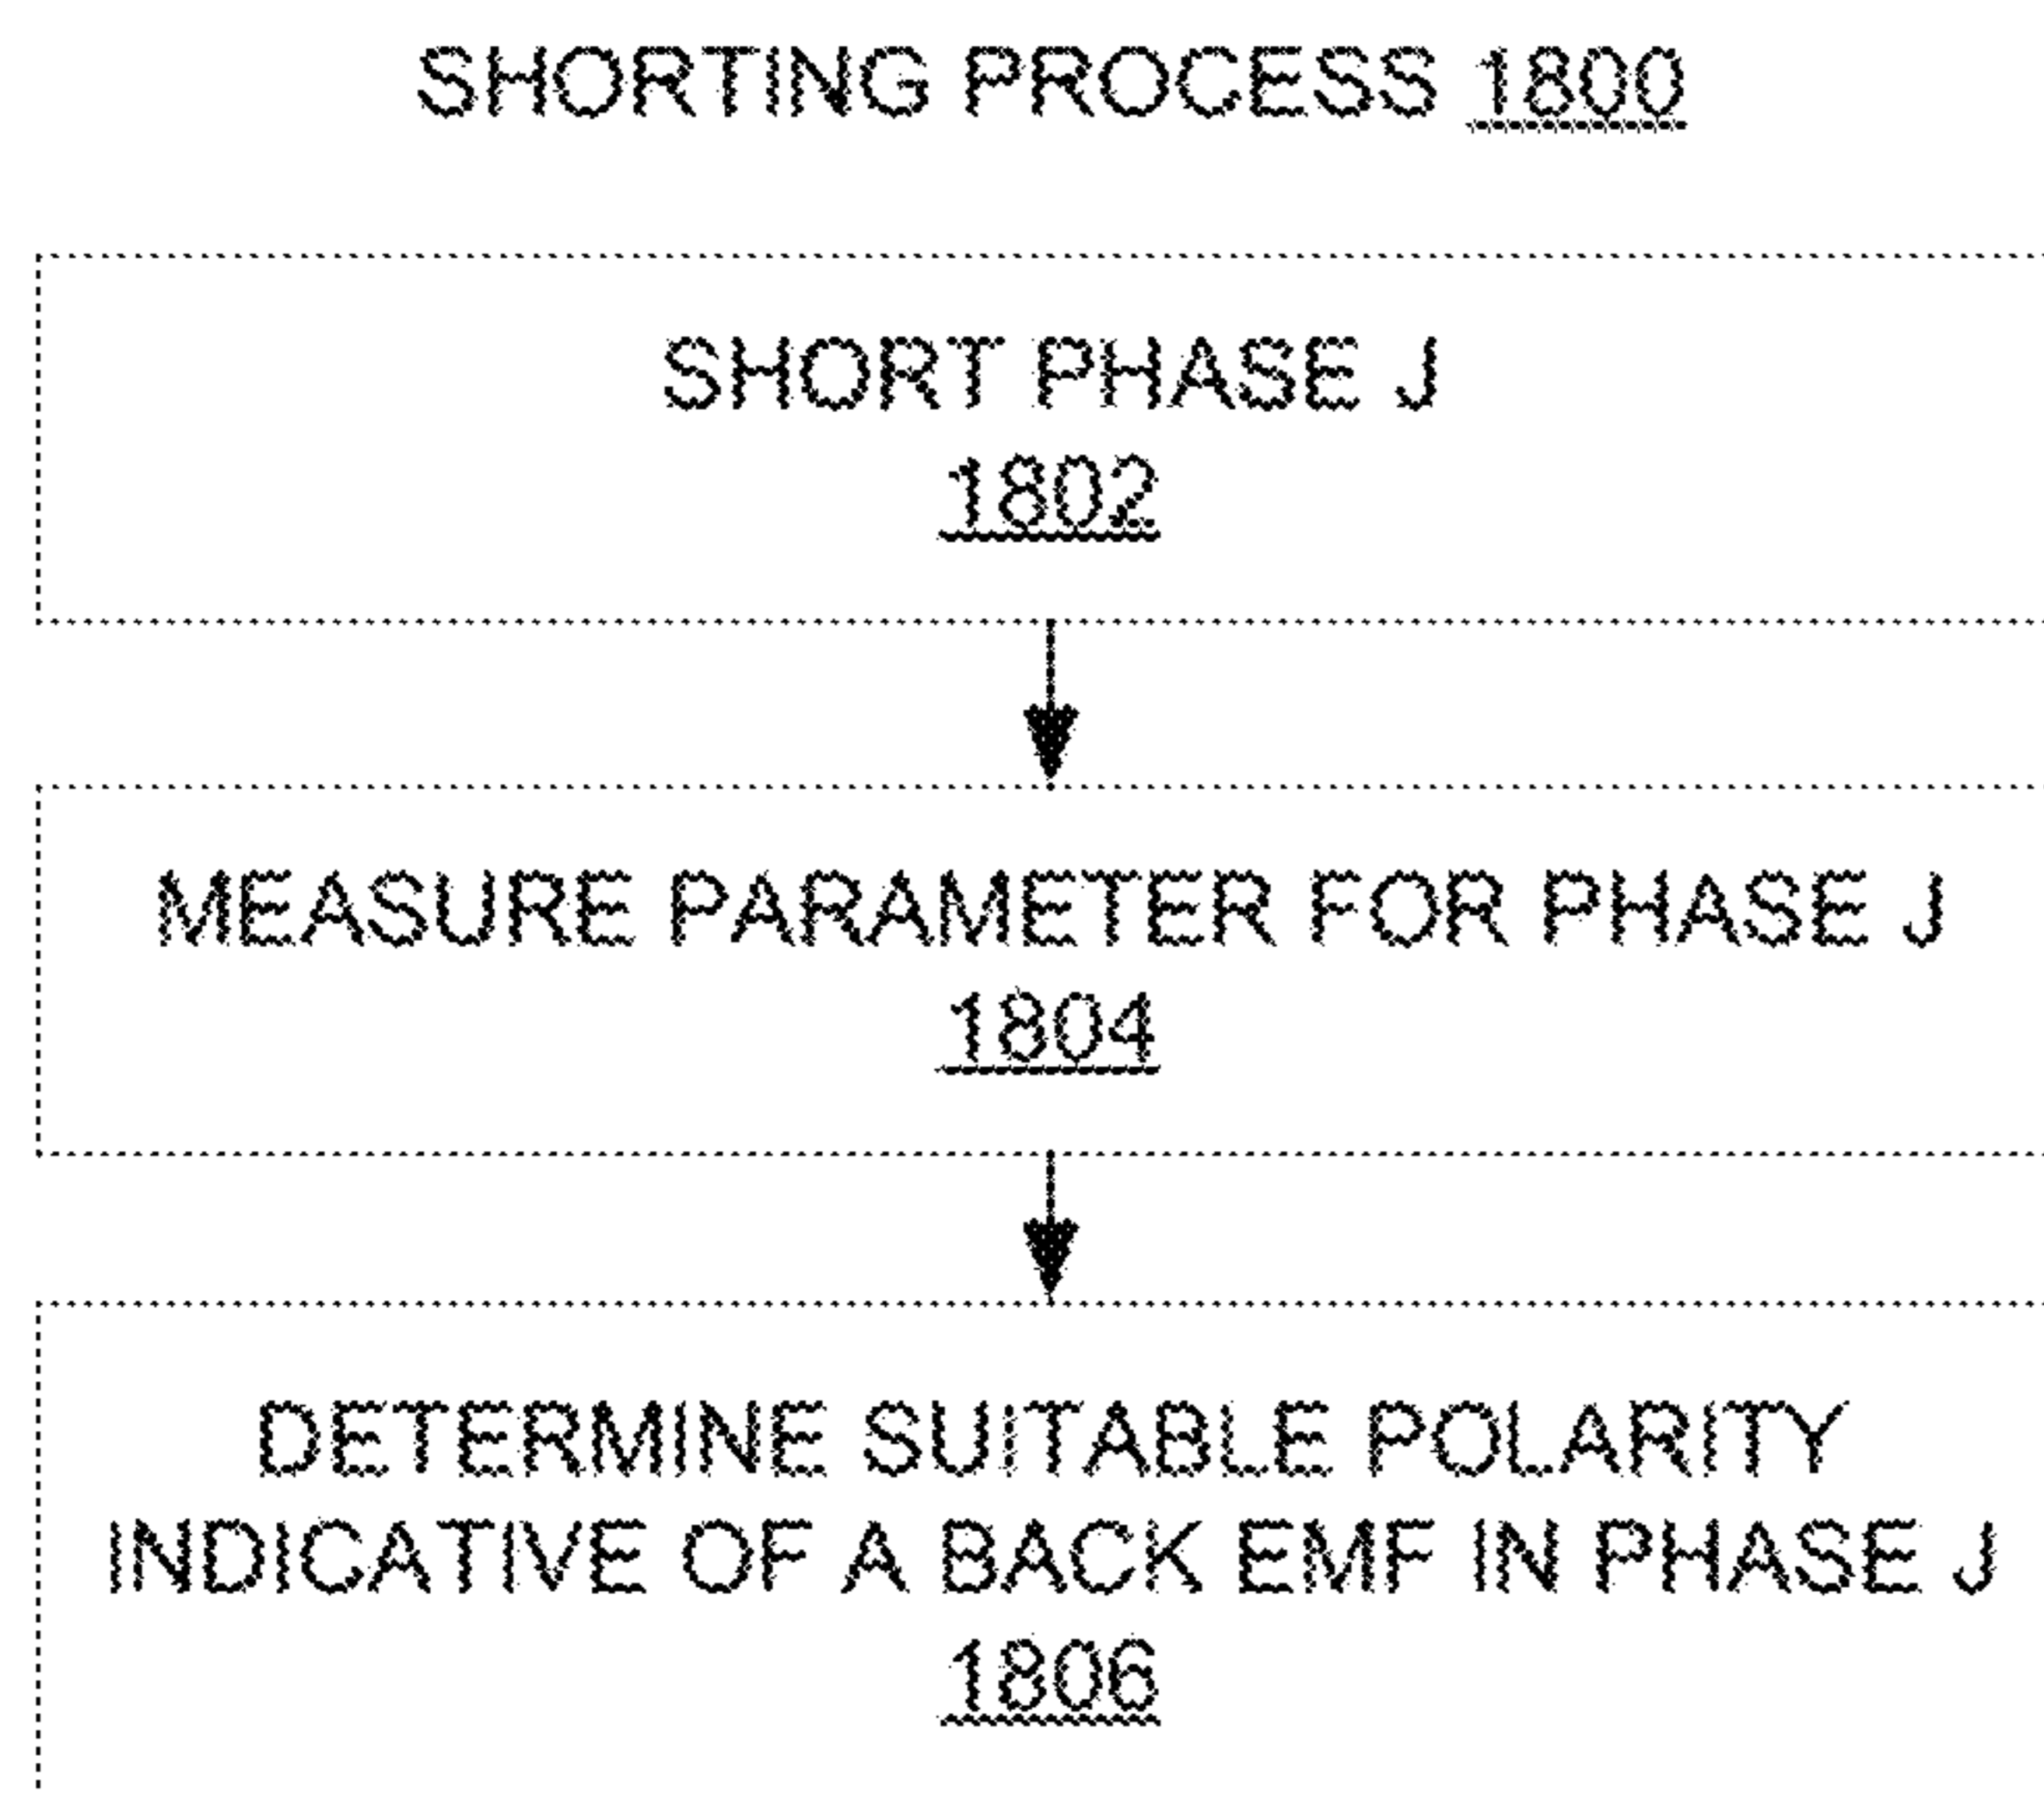 SHORTING PROCESS 1800
SHORT PHASE J
1802
MEASURE PARAMETER FOR PHASE J
1804
DETERMINE SUITABLE POLARITY
INDICATIVE OF A BACK EMF IN PHASE J
1806